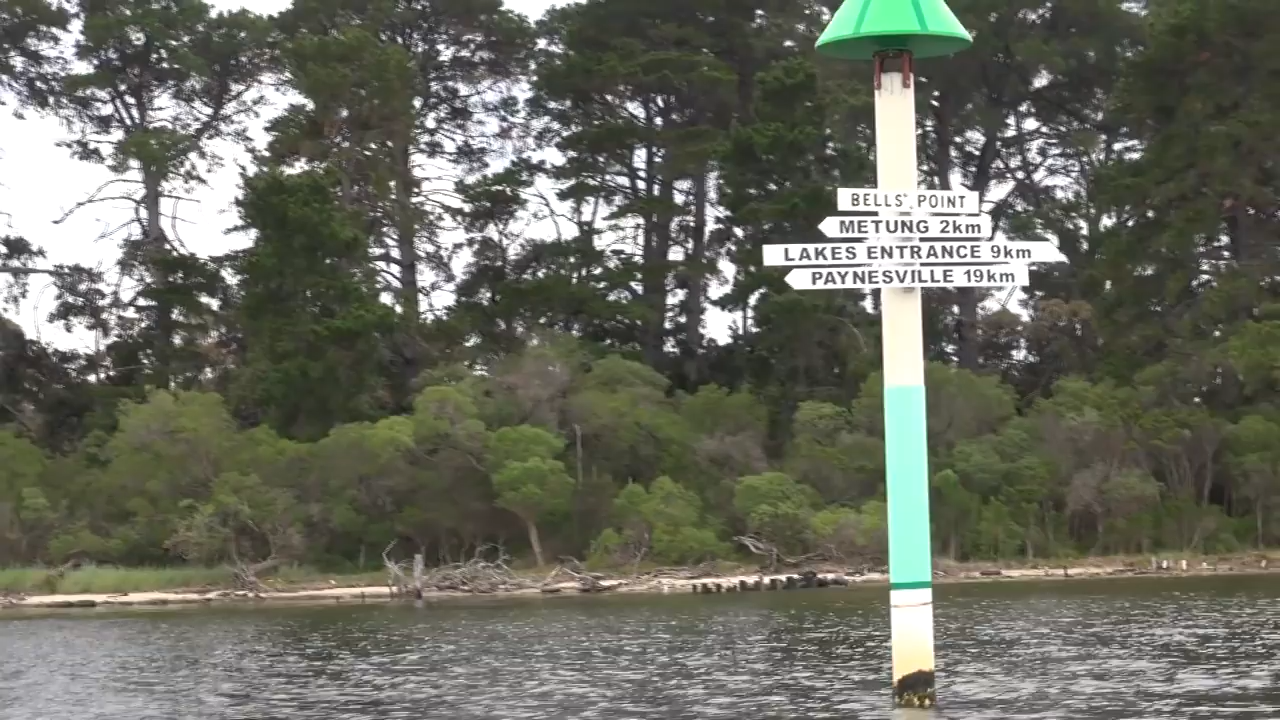 BELLS' POINT
METUNG 2km
LAKES ENTRANCE 9km
PAYNESVILLE 19km